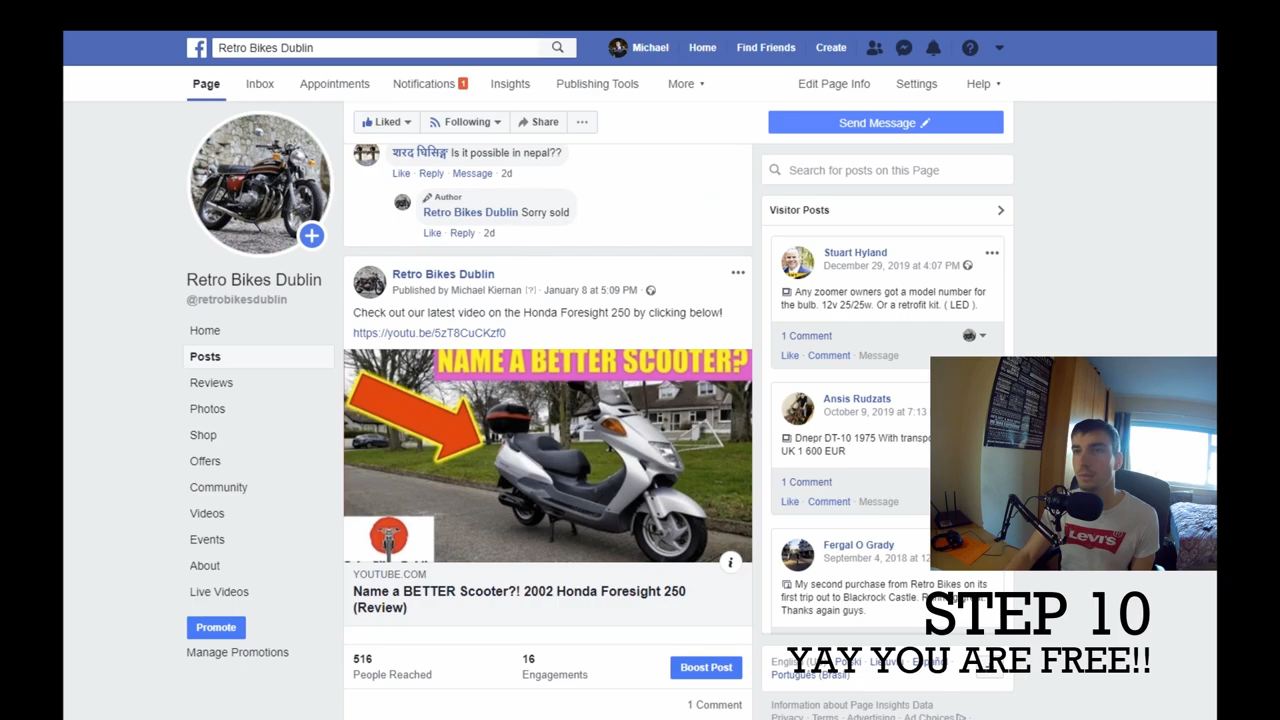 Retro Bikes Dublin
Michael Home Find Friends Create
Page Inbox Appointments Notifications 1 Insights Publishing Tools More Edit Page Info Settings Help
Liked Following Share ...
Send Message
शरद घिसिङ्ग Is it possible in nepal??
Like · Reply · Message · 2d
Author
Retro Bikes Dublin Sorry sold
Like · Reply · 2d
Retro Bikes Dublin
@retrobikesdublin
Home
Posts
Reviews
Photos
Shop
Offers
Community
Videos
Events
About
Live Videos
Promote
Manage Promotions
Retro Bikes Dublin
Published by Michael Kiernan [?] · January 8 at 5:09 PM ·
Check out our latest video on the Honda Foresight 250 by clicking below!
https://youtu.be/5zT8CuCKzf0
NAME A BETTER SCOOTER?
YOUTUBE.COM
Name a BETTER Scooter?! 2002 Honda Foresight 250
(Review)
516
People Reached
16
Engagements
Boost Post
1 Comment
Search for posts on this Page
Visitor Posts
Stuart Hyland
December 29, 2019 at 4:07 PM
Any zoomer owners got a model number for
the bulb. 12v 25/25w. Or a retrofit kit. ( LED ).
1 Comment
Like · Comment · Message
Ansis Rudzats
October 9, 2019 at 7:13
Dnepr DT-10 1975 With
UK 1 600 EUR
1 Comment
Like · Comment · Message
Fergal O Grady
September 4, 2018 at 12
My second purchase from Retro Bikes on its
first trip out to Blackrock Castle.
Thanks again guys.
LEVI'S
STEP 10
YAY YOU ARE FREE!!
Polski · Español
Português (Brasil)
Information about Page Insights Data
Privacy · Terms · Advertising · Ad Choices